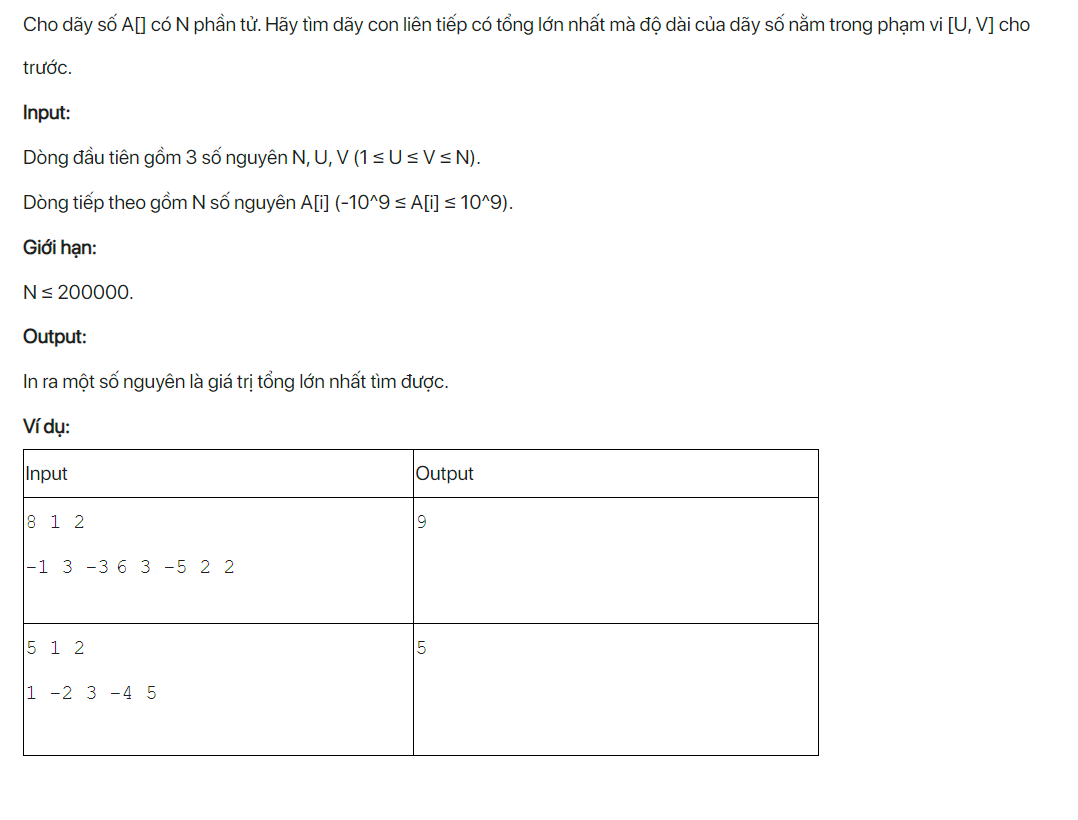 Cho dãy số A[] có N phần tử. Hãy tìm dãy con liên tiếp có tổng lớn nhất mà độ dài của dãy số nằm trong phạm vi [U, V] cho
trước.
Input:
Dòng đầu tiên gồm 3 số nguyên N, U, V (1 ≤ U ≤ V ≤ N).
Dòng tiếp theo gồm N số nguyên A[i] (-10^9 ≤ A[i] ≤ 10^9).
Giới hạn:
N ≤ 200000.
Output:
In ra một số nguyên là giá trị tổng lớn nhất tìm được.
Ví dụ:
Input Output
8 1 2 9
-1 3 -3 6 3 -5 2 2
5 1 2 5
1 -2 3 -4 5